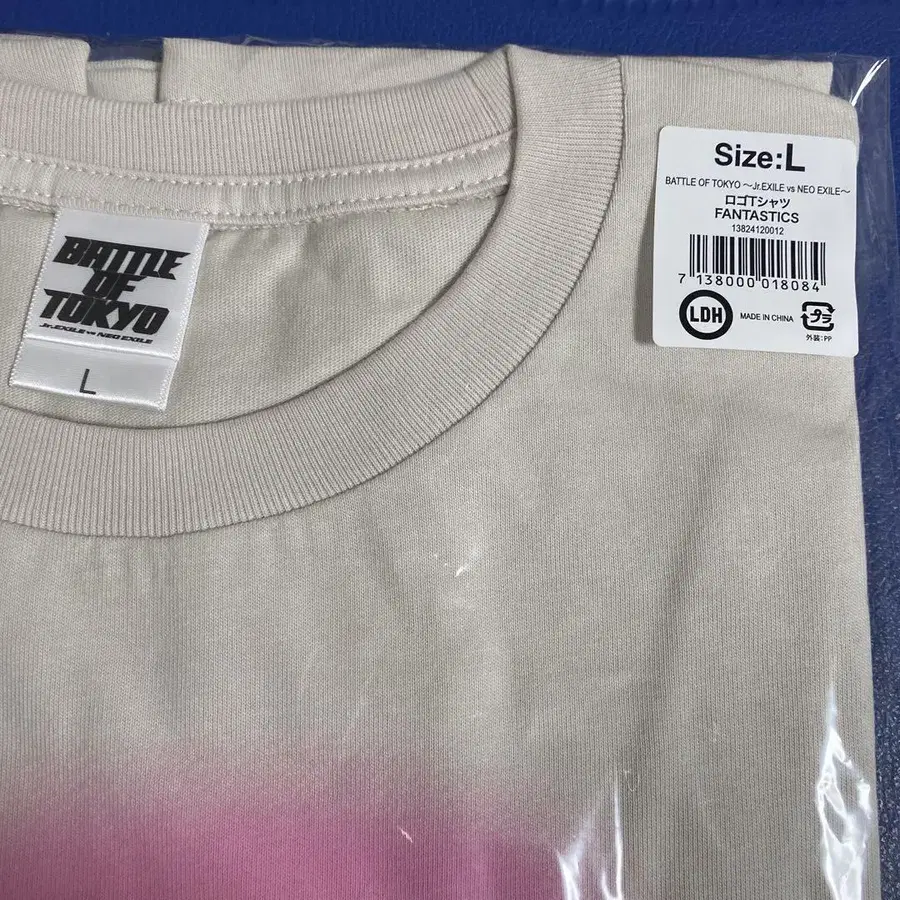 BATTLE
OF
TOKYO
Jr.EXILE vs NEO EXILE
L
Size:L
BATTLE OF TOKYO 〜Jr.EXILE vs NEO EXILE〜
ロゴTシャツ
FANTASTICS
13824120012
7 138000 018084
LDH
MADE IN CHINA
プラ
外装:PP